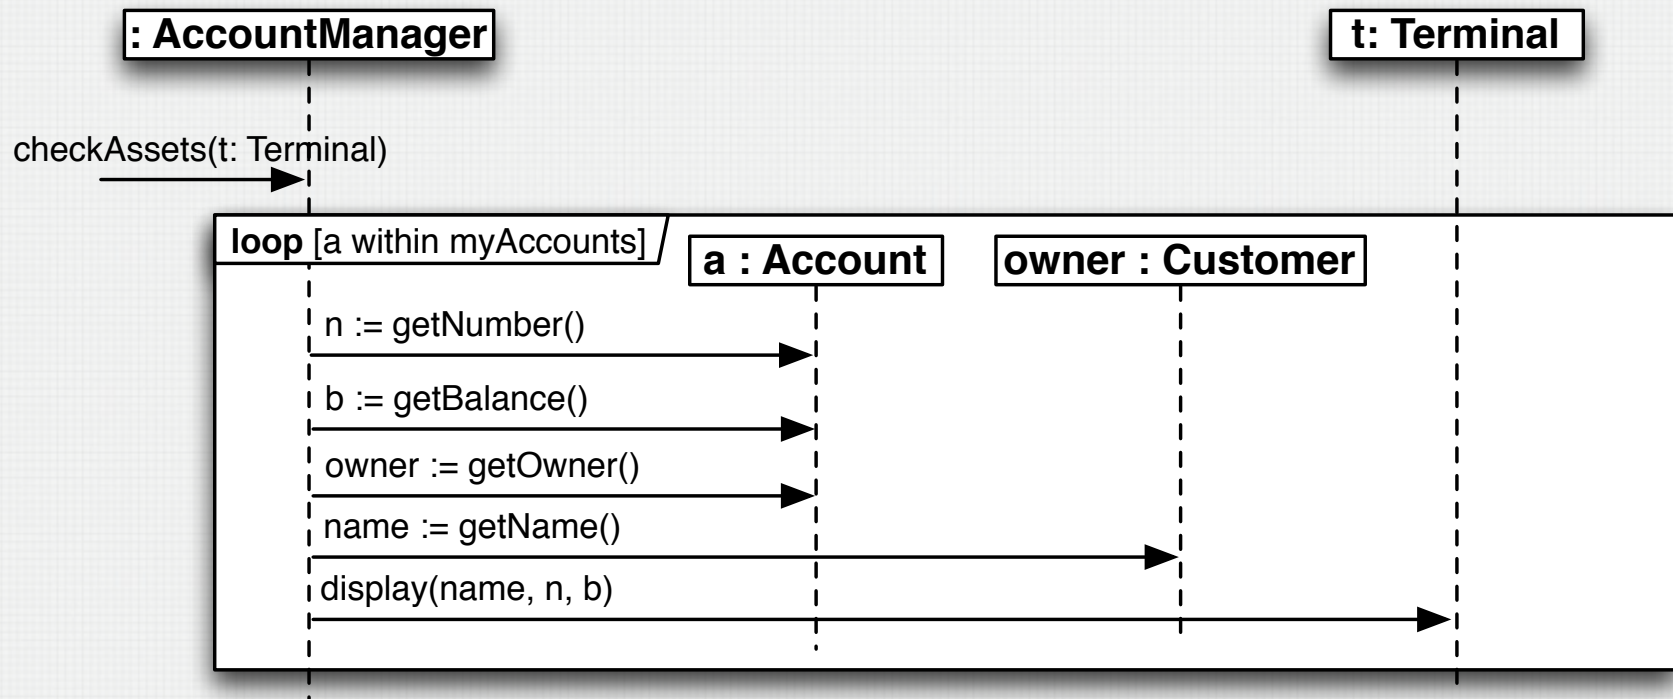 : AccountManager
t: Terminal
checkAssets(t: Terminal)
loop [a within myAccounts]
a : Account
owner : Customer
n := getNumber()
b := getBalance()
owner := getOwner()
name := getName()
display(name, n, b)